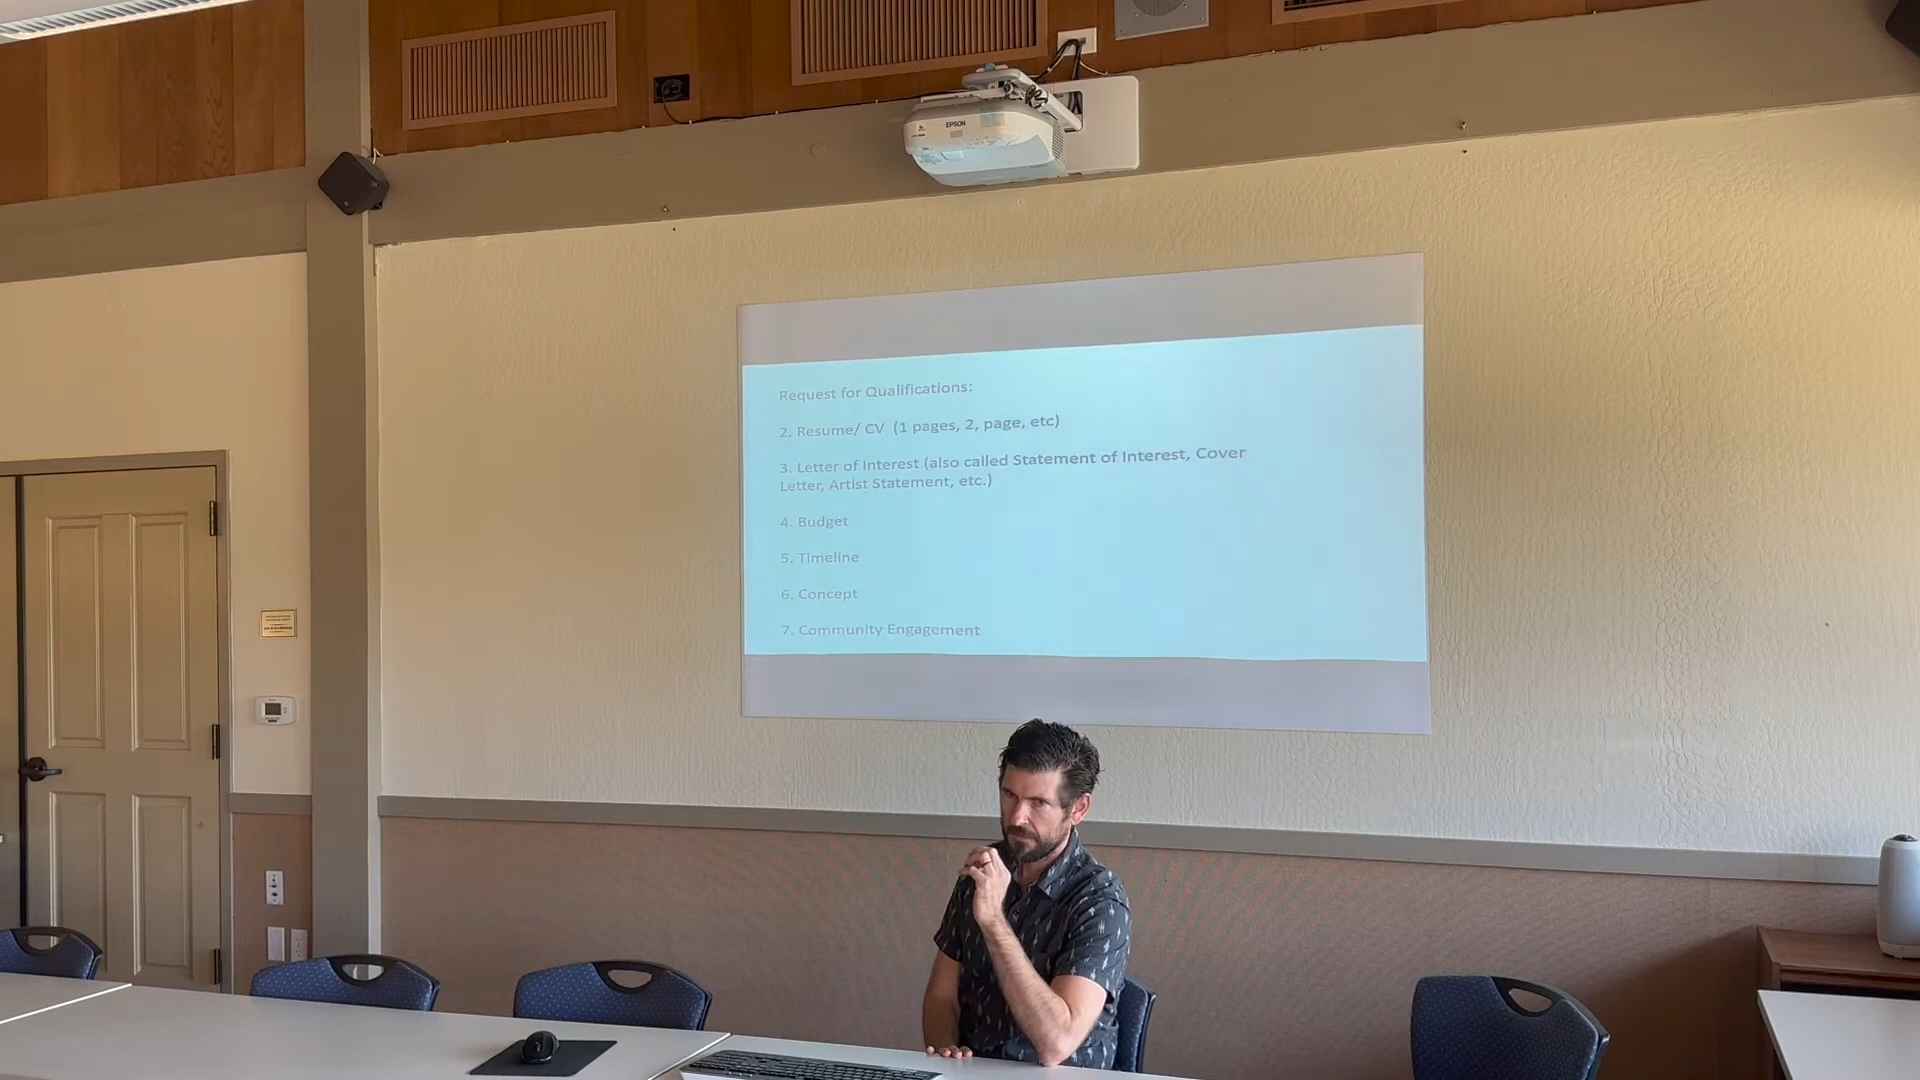 EPSON
Request for Qualifications:
2. Resume/ CV (1 pages, 2, page, etc)
3. Letter of Interest (also called Statement of Interest, Cover
Letter, Artist Statement, etc.)
4. Budget
5. Timeline
6. Concept
7. Community Engagement